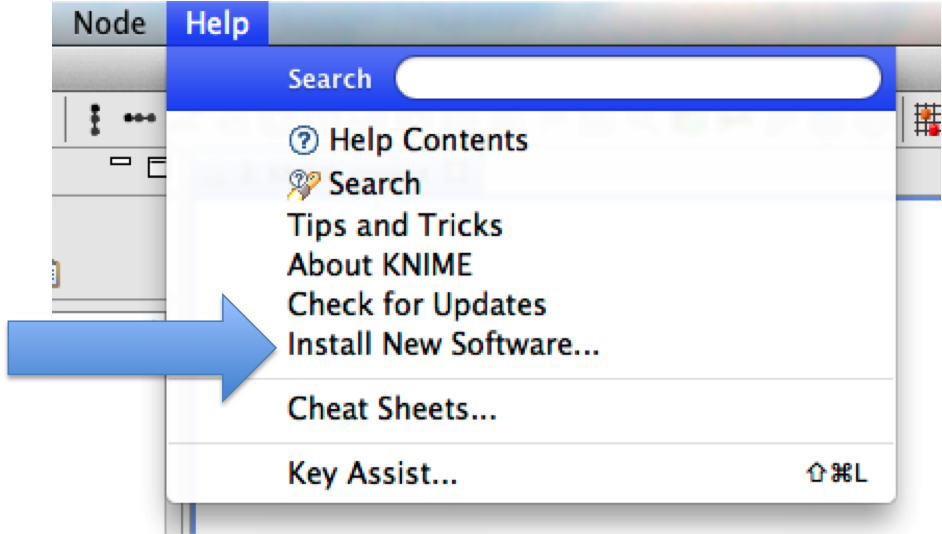 Node Help
Search
Help Contents
Search
Tips and Tricks
About KNIME
Check for Updates
Install New Software...
Cheat Sheets...
Key Assist... ⇧⌘L